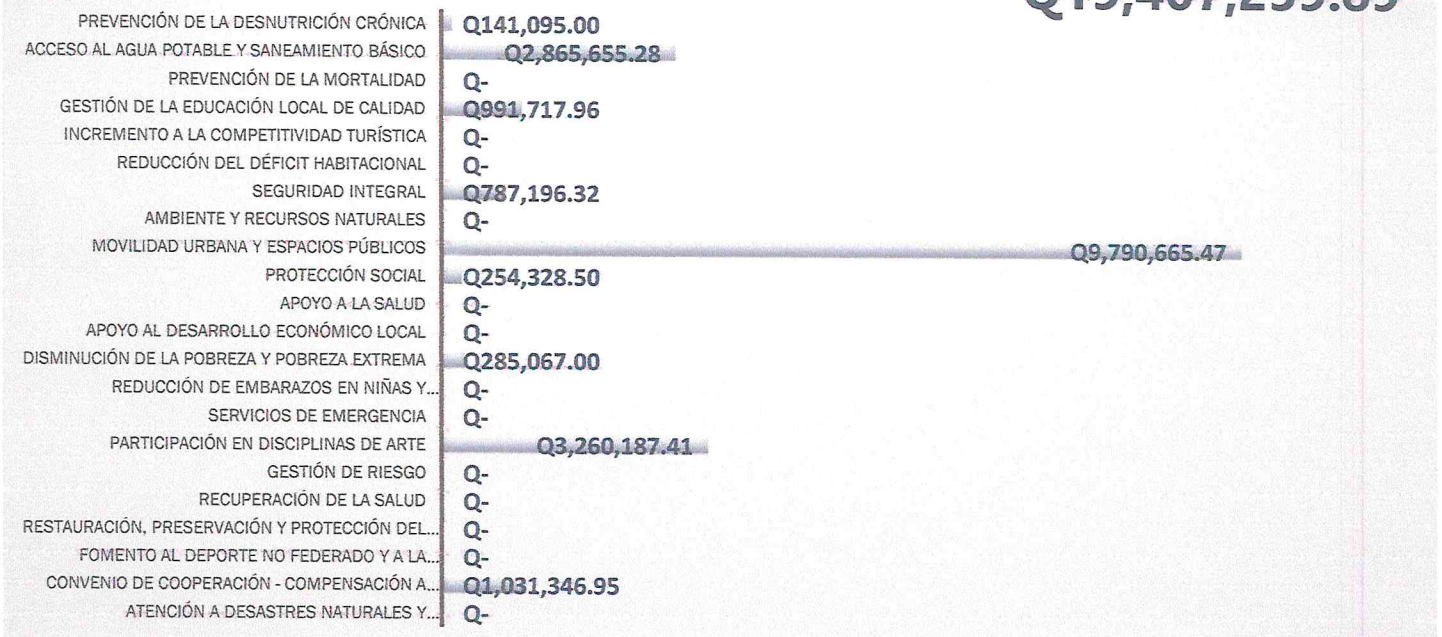 PREVENCIÓN DE LA DESNUTRICIÓN CRÓNICA Q141,095.00
ACCESO AL AGUA POTABLE Y SANEAMIENTO BÁSICO Q2,865,655.28
PREVENCIÓN DE LA MORTALIDAD Q-
GESTIÓN DE LA EDUCACIÓN LOCAL DE CALIDAD Q991,717.96
INCREMENTO A LA COMPETITIVIDAD TURÍSTICA Q-
REDUCCIÓN DEL DÉFICIT HABITACIONAL Q-
SEGURIDAD INTEGRAL Q787,196.32
AMBIENTE Y RECURSOS NATURALES Q-
MOVILIDAD URBANA Y ESPACIOS PÚBLICOS Q9,790,665.47
PROTECCIÓN SOCIAL Q254,328.50
APOYO A LA SALUD Q-
APOYO AL DESARROLLO ECONÓMICO LOCAL Q-
DISMINUCIÓN DE LA POBREZA Y POBREZA EXTREMA Q285,067.00
REDUCCIÓN DE EMBARAZOS EN NIÑAS Y... Q-
SERVICIOS DE EMERGENCIA Q-
PARTICIPACIÓN EN DISCIPLINAS DE ARTE Q3,260,187.41
GESTIÓN DE RIESGO Q-
RECUPERACIÓN DE LA SALUD Q-
RESTAURACIÓN, PRESERVACIÓN Y PROTECCIÓN DEL... Q-
FOMENTO AL DEPORTE NO FEDERADO Y A LA... Q-
CONVENIO DE COOPERACIÓN - COMPENSACIÓN A... Q1,031,346.95
ATENCIÓN A DESASTRES NATURALES Y... Q-